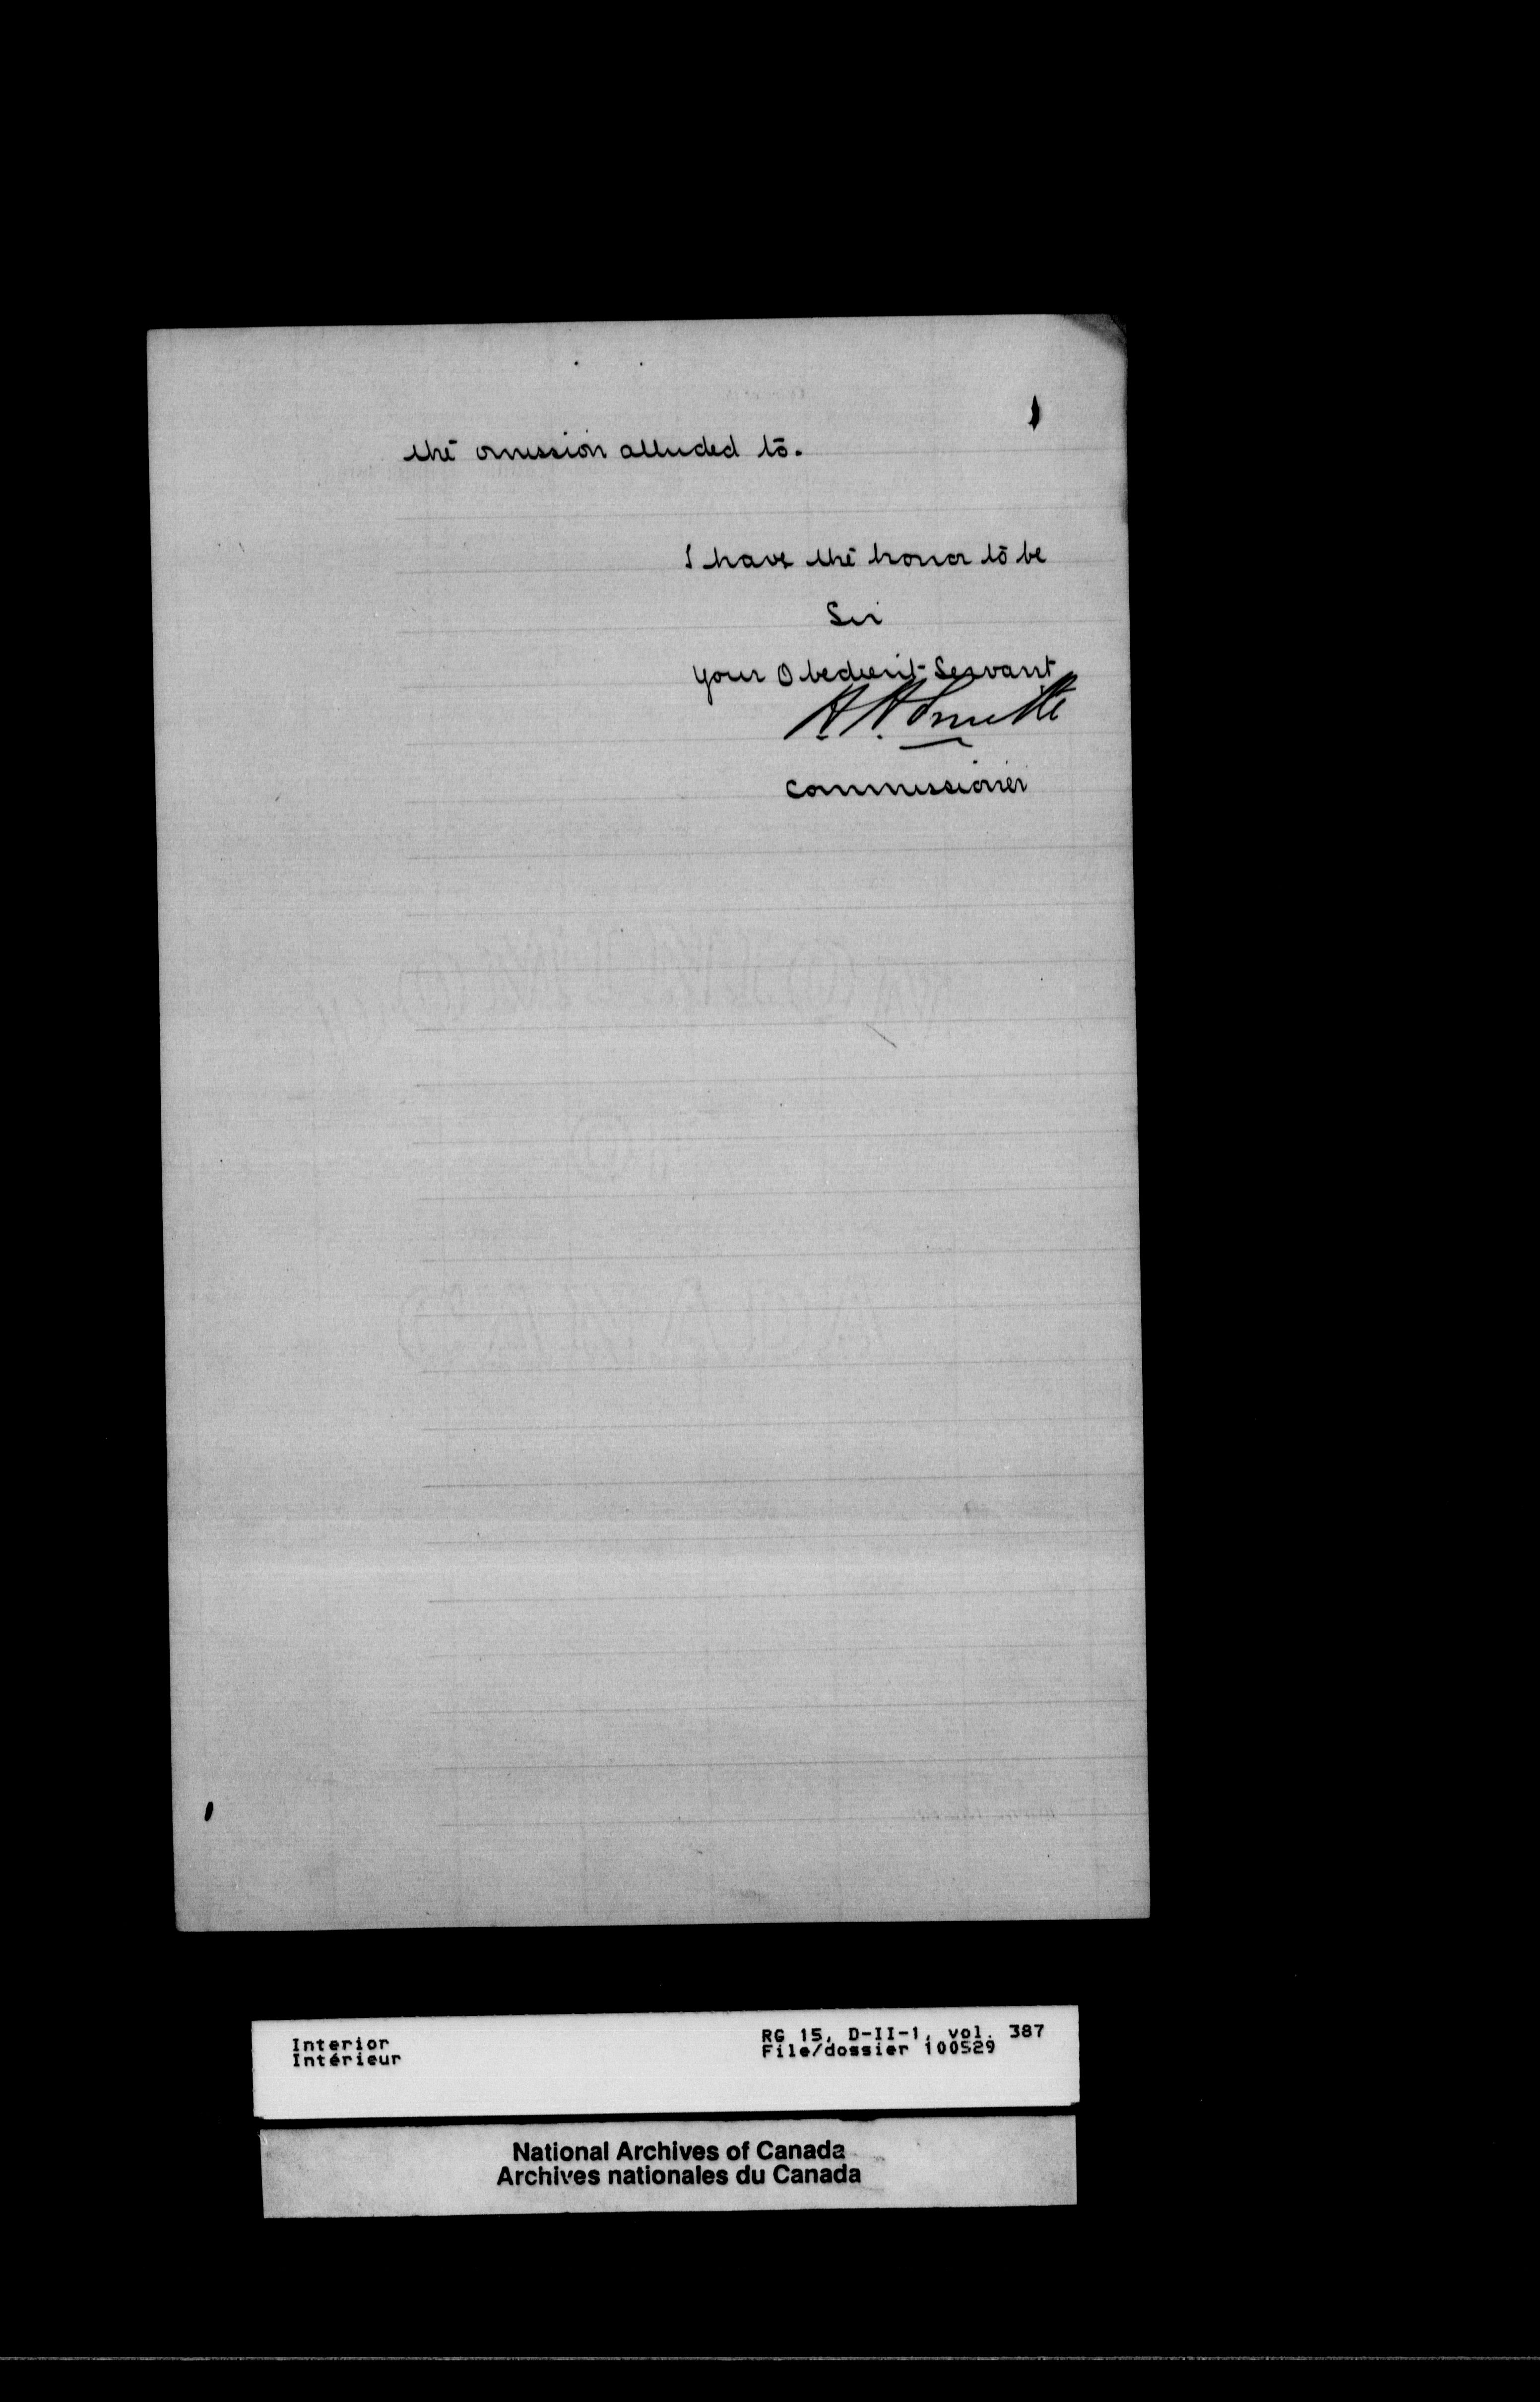 the omission alluded to.
I have the honor to be
Sir
Your Obedient Servant
H. H. Smith
Commissioner
Interior
Intérieur
RG 15, D-II-1, vol. 387
File/dossier 100529
National Archives of Canada
Archives nationales du Canada